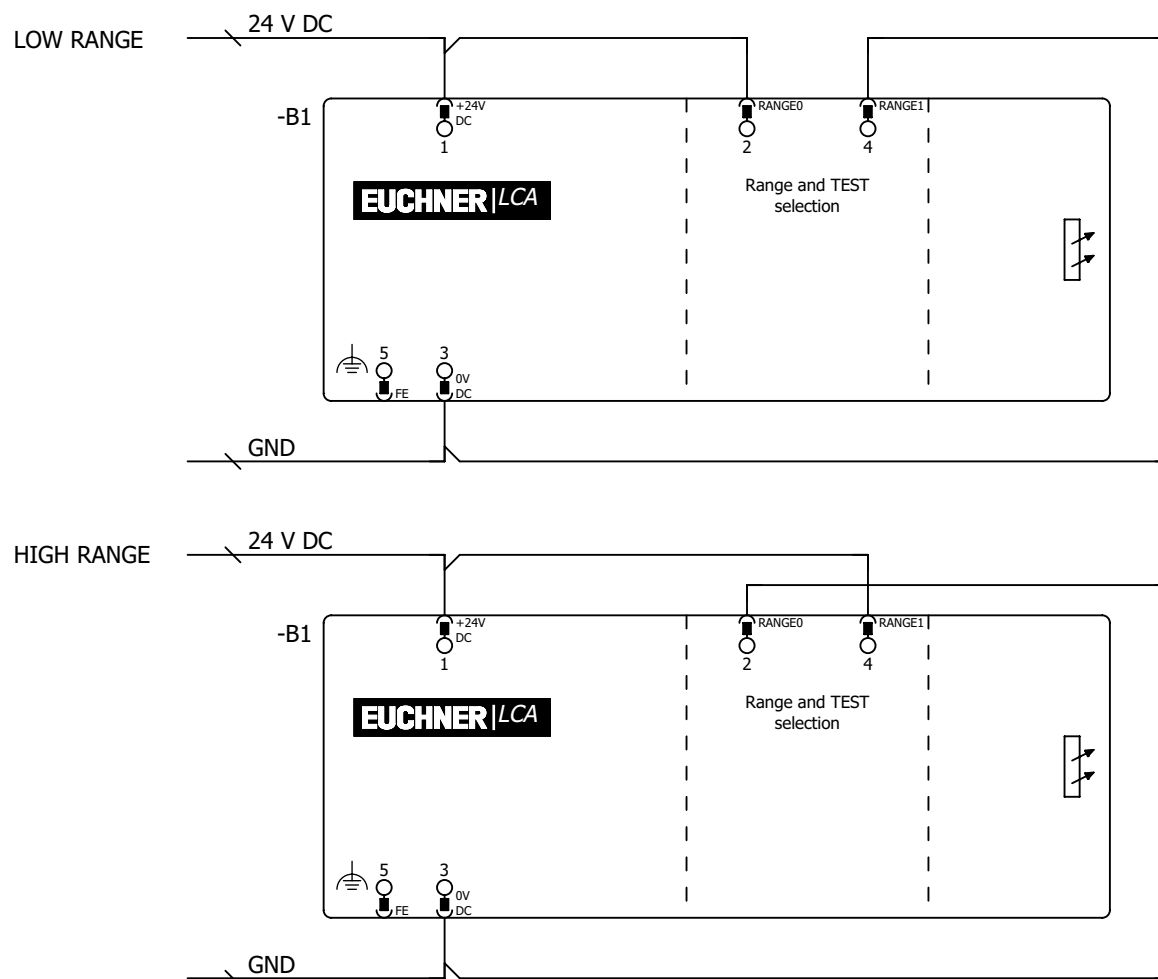 LOW RANGE
24 V DC
-B1
+24V
DC
1
RANGE0
2
RANGE1
4
EUCHNER|LCA
Range and TEST
selection
5
FE
3
0V
DC
GND
HIGH RANGE
24 V DC
-B1
+24V
DC
1
RANGE0
2
RANGE1
4
EUCHNER|LCA
Range and TEST
selection
5
FE
3
0V
DC
GND